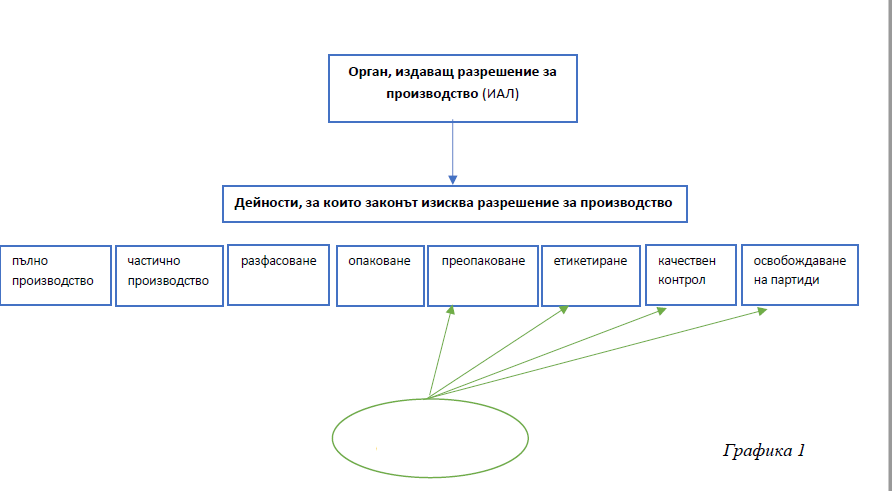 Орган, издаващ разрешение за
производство (ИАЛ)
Дейности, за които законът изисква разрешение за производство
пълно
производство
частично
производство
разфасоване
опаковане
преопаковане
етикетиране
качествен
контрол
освобождаване
на партиди
Графика 1